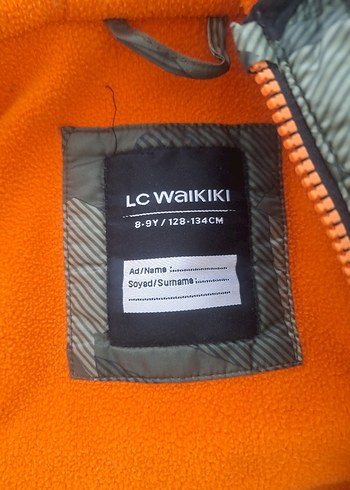 LC WAIKIKI
8-9Y / 128-134CM
Ad/Name :..............
Soyad/Surname :..........
..............................